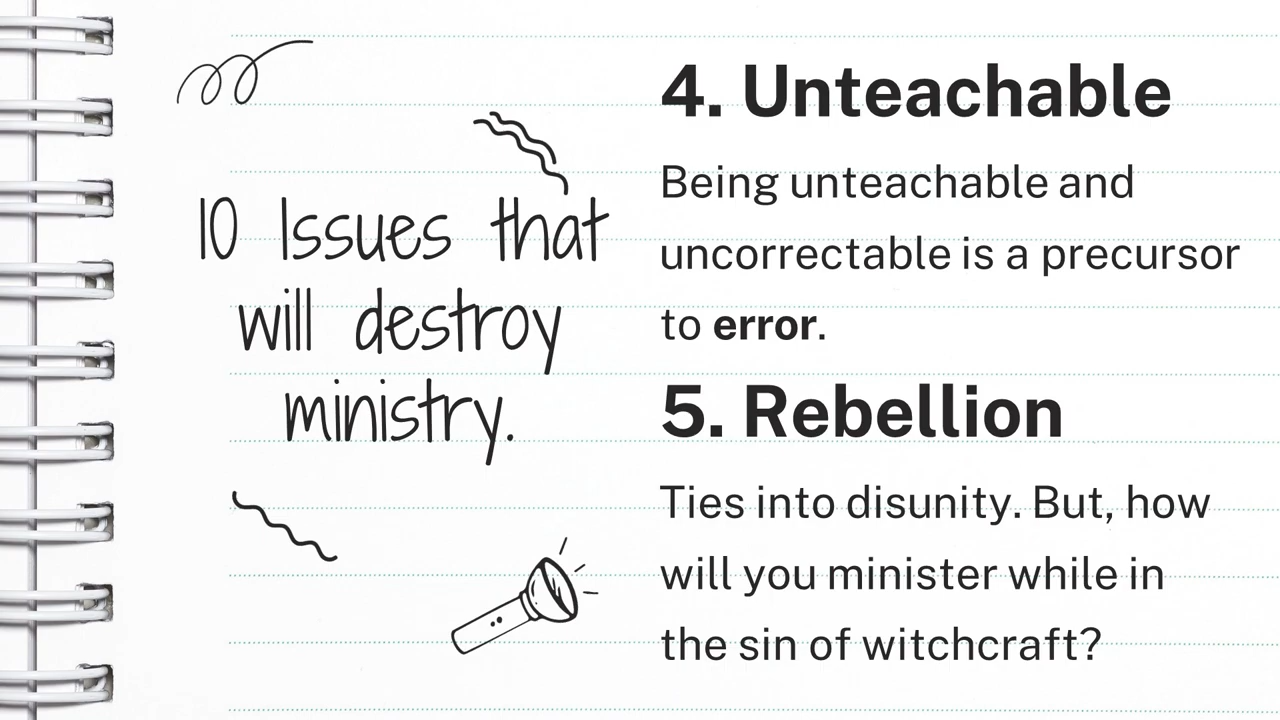 10 Issues that
will destroy
ministry.
4. Unteachable
Being unteachable and
uncorrectable is a precursor
to error.
5. Rebellion
Ties into disunity. But, how
will you minister while in
the sin of witchcraft?